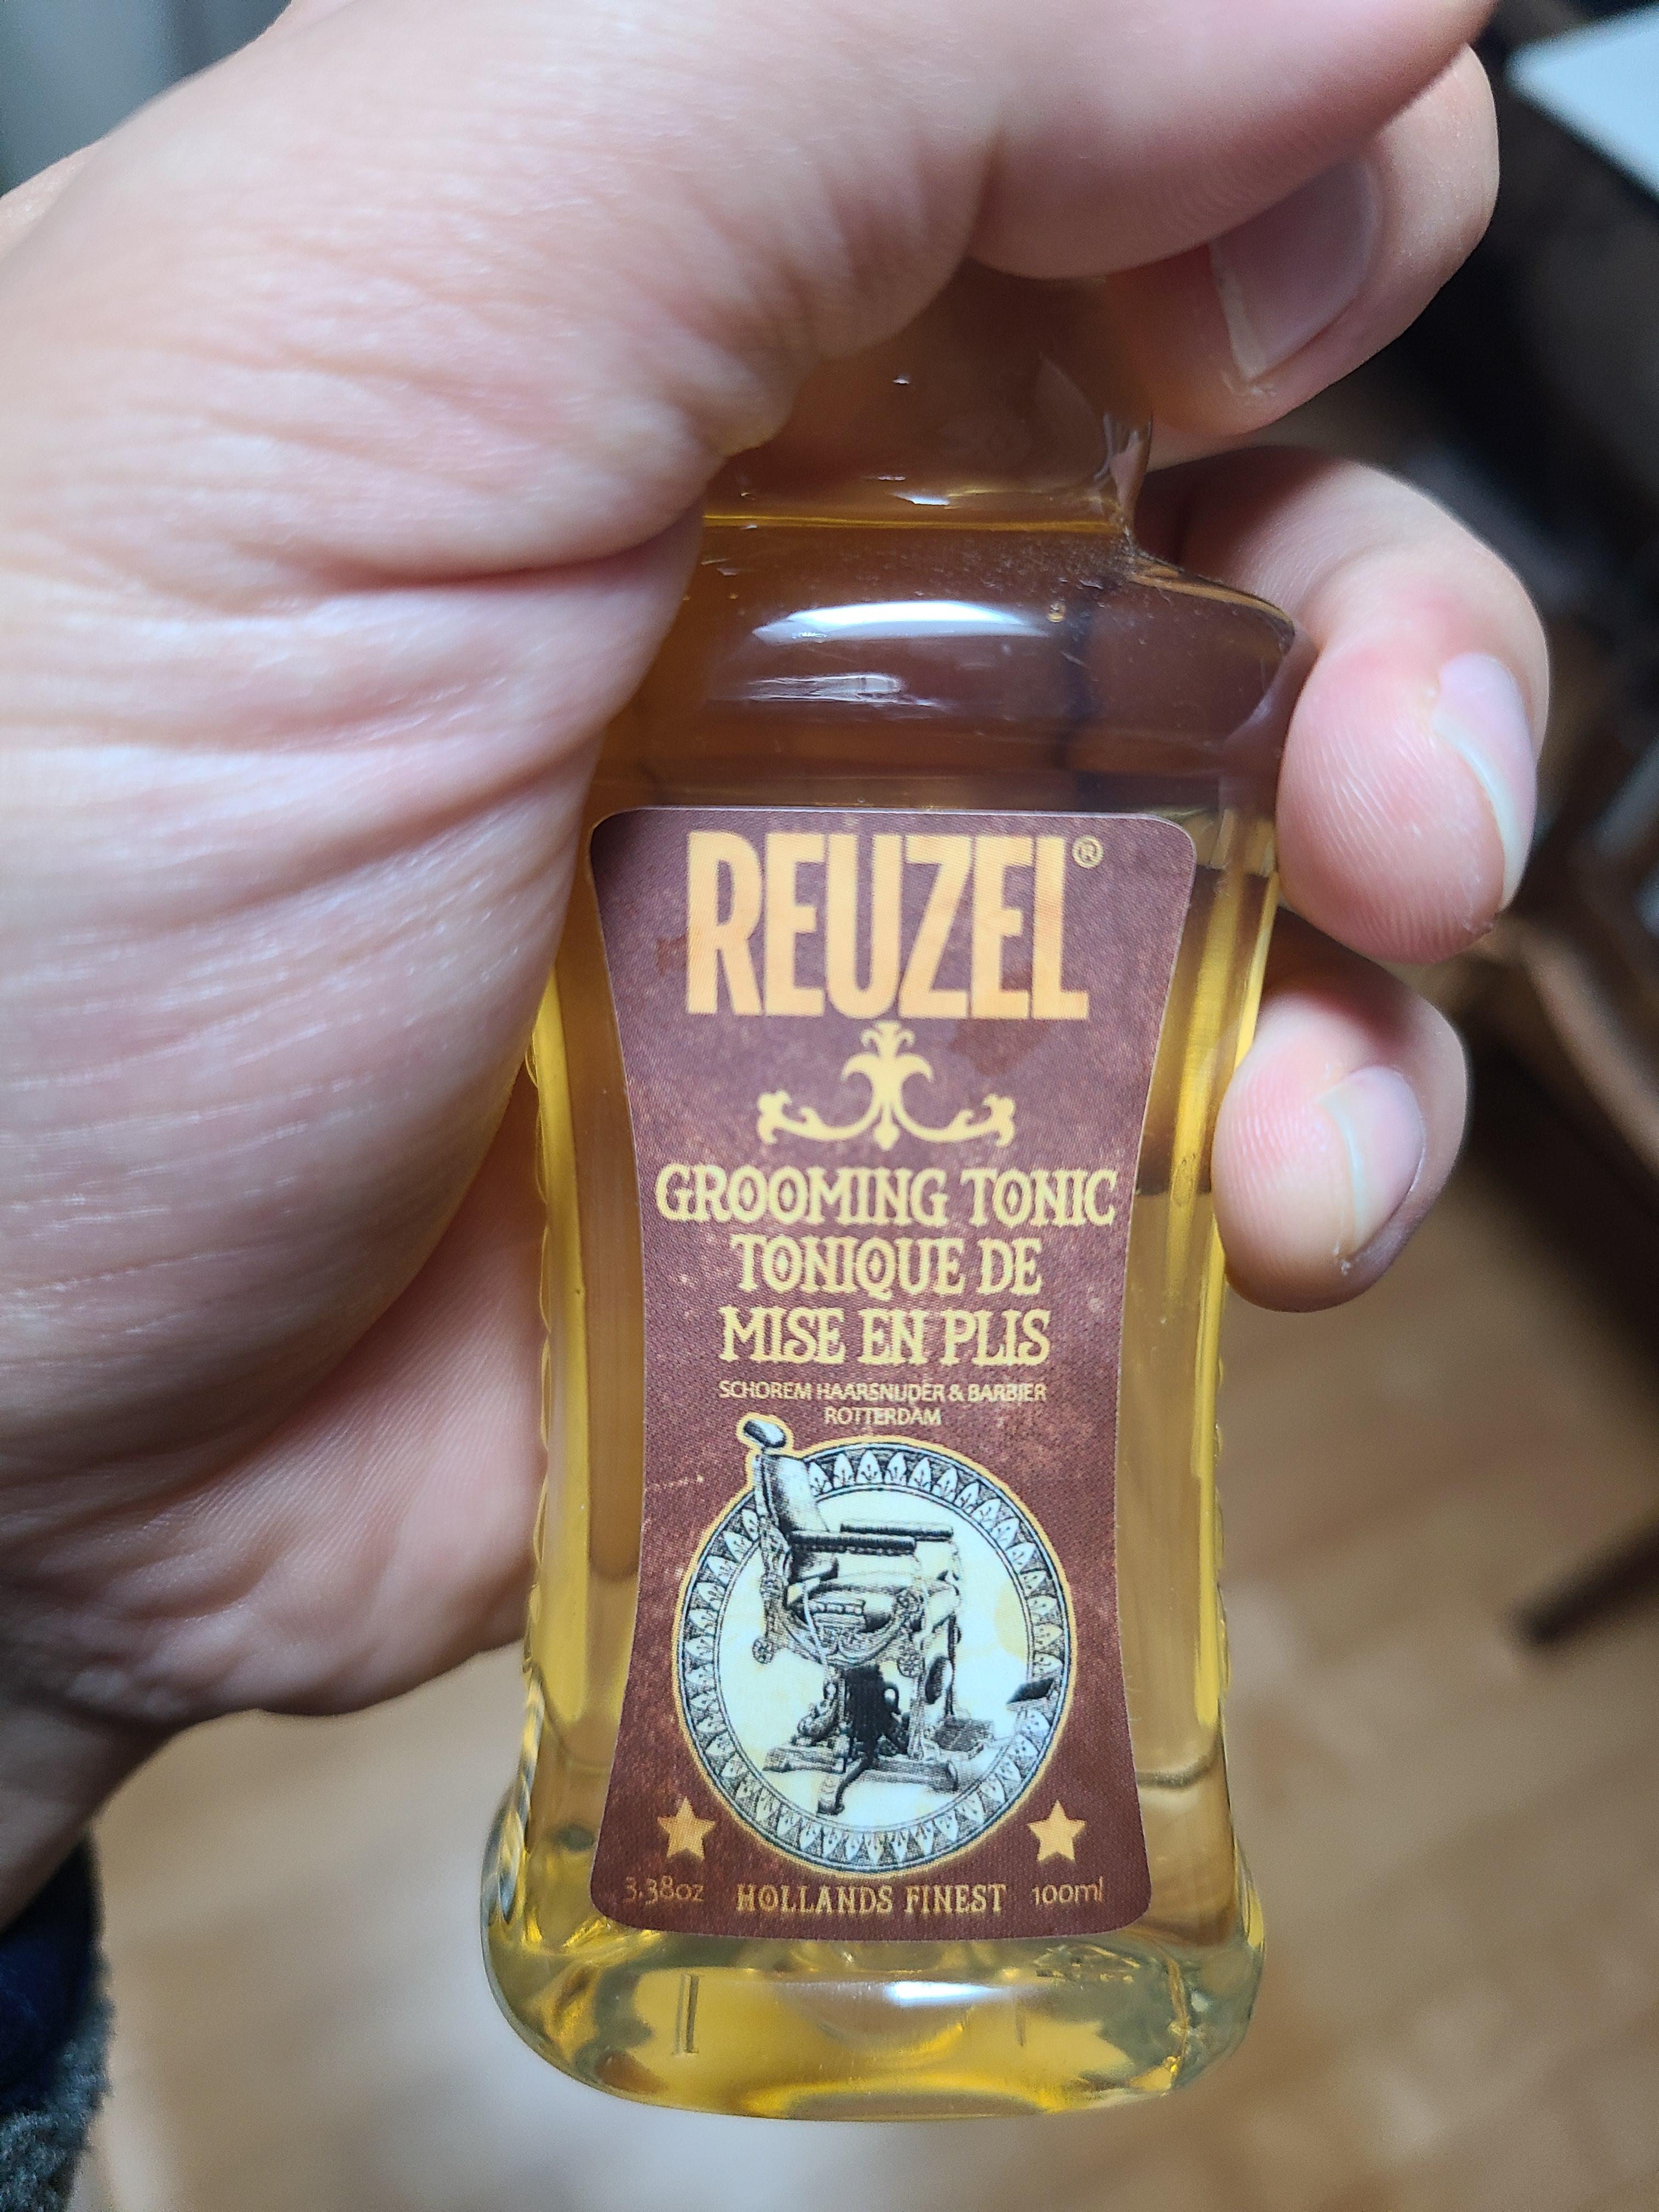 REUZEL®
GROOMING TONIC
TONIQUE DE
MISE EN PLIS
SCHOREM HAARSNIJDER & BARBIER
ROTTERDAM
3.38oz HOLLANDS FINEST 100ml